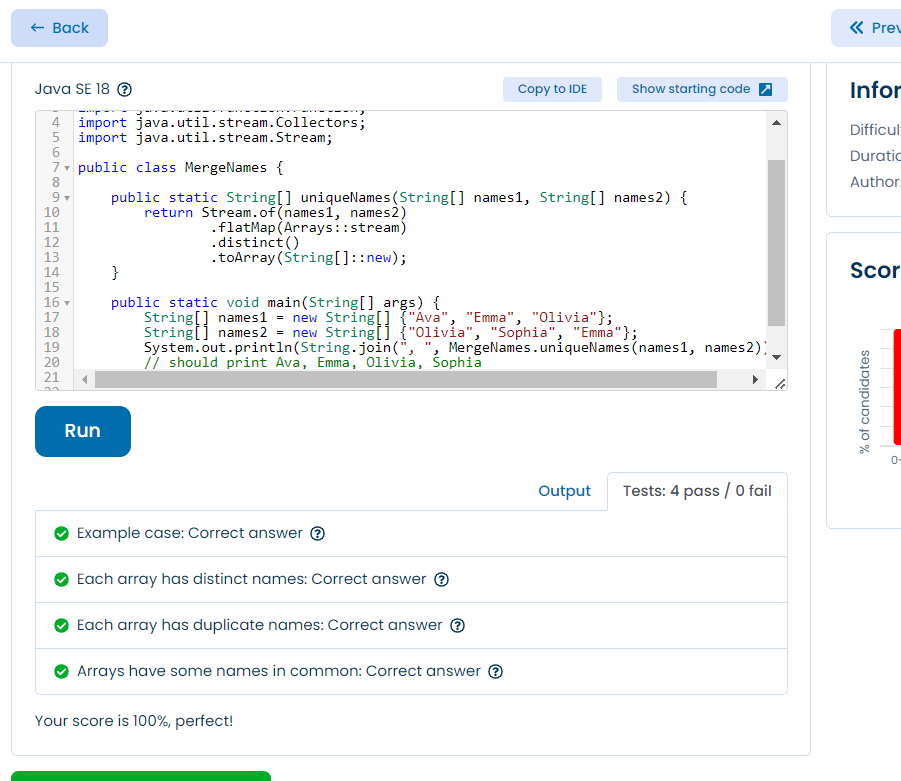 ← Back
Prev
Java SE 18
Copy to IDE
Show starting code
4 import java.util.stream.Collectors;
5 import java.util.stream.Stream;
6
7 public class MergeNames {
8
9 public static String[] uniqueNames(String[] names1, String[] names2) {
10 return Stream.of(names1, names2)
11 .flatMap(Arrays::stream)
12 .distinct()
13 .toArray(String[]::new);
14 }
15
16 public static void main(String[] args) {
17 String[] names1 = new String[] {"Ava", "Emma", "Olivia"};
18 String[] names2 = new String[] {"Olivia", "Sophia", "Emma"};
19 System.out.println(String.join(", ", MergeNames.uniqueNames(names1, names2))
20 // should print Ava, Emma, Olivia, Sophia
21
Run
Output
Tests: 4 pass / 0 fail
Example case: Correct answer
Each array has distinct names: Correct answer
Each array has duplicate names: Correct answer
Arrays have some names in common: Correct answer
Your score is 100%, perfect!
Infor
Difficul
Duratio
Author:
Scor
% of candidates
0-